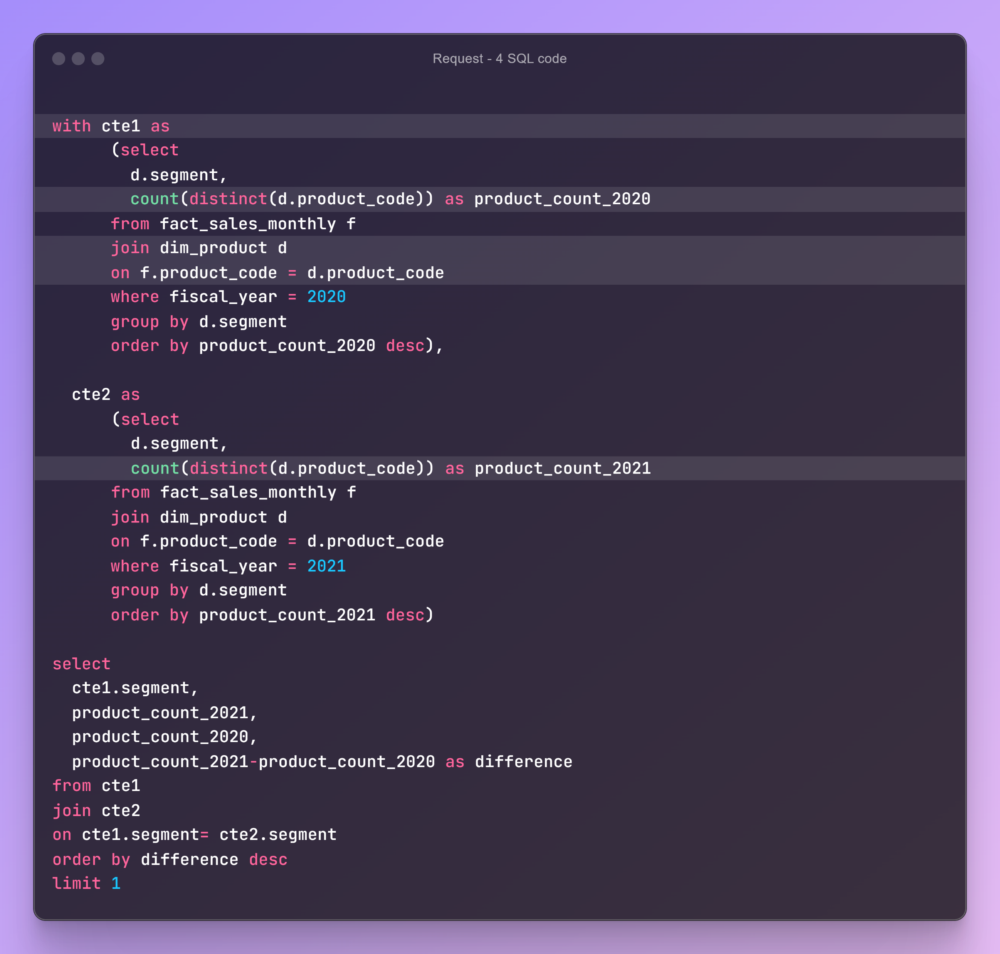 Request - 4 SQL code
with cte1 as
(select
d.segment,
count(distinct(d.product_code)) as product_count_2020
from fact_sales_monthly f
join dim_product d
on f.product_code = d.product_code
where fiscal_year = 2020
group by d.segment
order by product_count_2020 desc),
cte2 as
(select
d.segment,
count(distinct(d.product_code)) as product_count_2021
from fact_sales_monthly f
join dim_product d
on f.product_code = d.product_code
where fiscal_year = 2021
group by d.segment
order by product_count_2021 desc)
select
cte1.segment,
product_count_2021,
product_count_2020,
product_count_2021-product_count_2020 as difference
from cte1
join cte2
on cte1.segment= cte2.segment
order by difference desc
limit 1